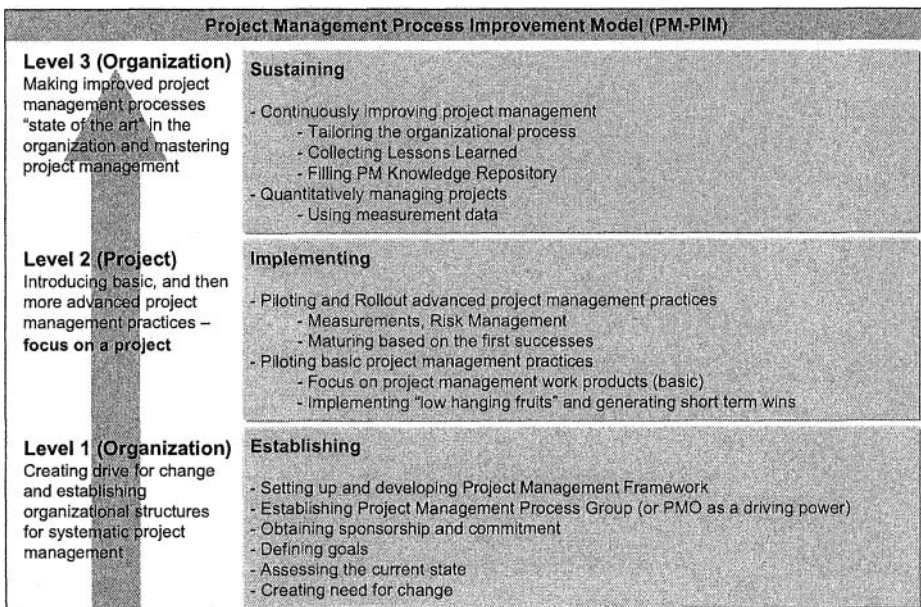 Project Management Process Improvement Model (PM-PIM)
Level 3 (Organization)
Making improved project
management processes
"state of the art" in the
organization and mastering
project management
Sustaining
- Continuously improving project management
- Tailoring the organizational process
- Collecting Lessons Learned
- Filling PM Knowledge Repository
- Quantitatively managing projects
- Using measurement data
Level 2 (Project)
Introducing basic, and then
more advanced project
management practices –
focus on a project
Implementing
- Piloting and Rollout advanced project management practices
- Measurements, Risk Management
- Maturing based on the first successes
- Piloting basic project management practices
- Focus on project management work products (basic)
- Implementing "low hanging fruits" and generating short term wins
Level 1 (Organization)
Creating drive for change
and establishing
organizational structures
for systematic project
management
Establishing
- Setting up and developing Project Management Framework
- Establishing Project Management Process Group (or PMO as a driving power)
- Obtaining sponsorship and commitment
- Defining goals
- Assessing the current state
- Creating need for change